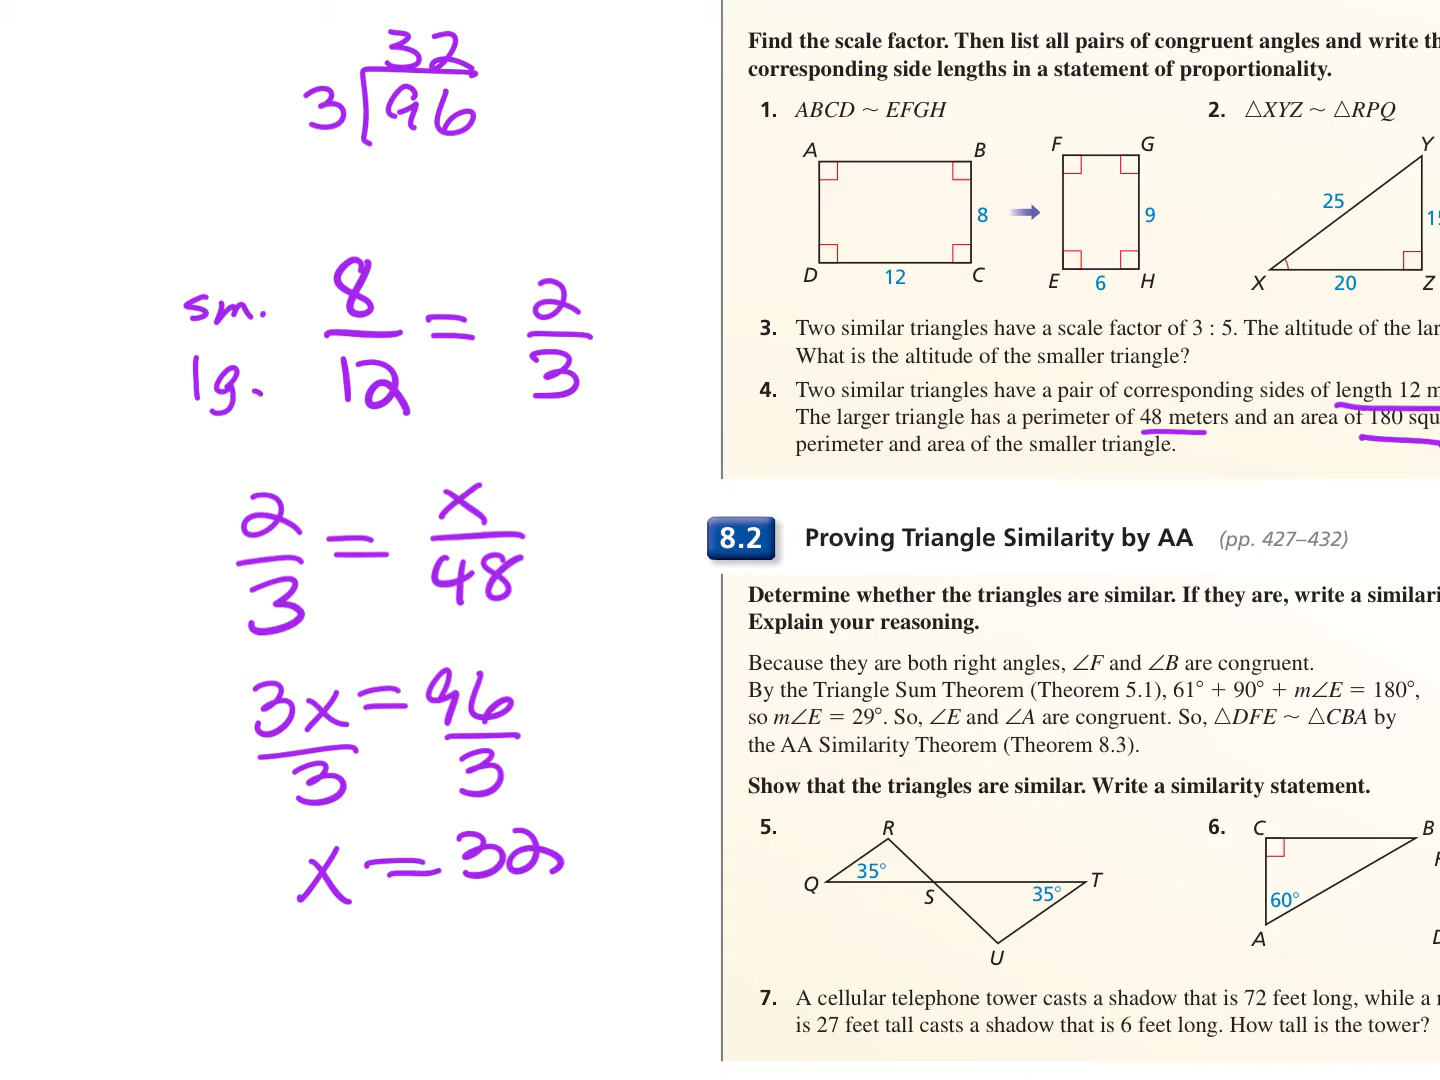 32
3 96
sm. 8/12 = 2/3
lg.
2/3 = x/48
3x/3 = 96/3
x = 32
Find the scale factor. Then list all pairs of congruent angles and write th
corresponding side lengths in a statement of proportionality.
1. ABCD ~ EFGH
2. △XYZ ~ △RPQ
A B F G Y
8 9 25 15
D 12 C E 6 H X 20 Z
3. Two similar triangles have a scale factor of 3 : 5. The altitude of the lar
What is the altitude of the smaller triangle?
4. Two similar triangles have a pair of corresponding sides of length 12 m
The larger triangle has a perimeter of 48 meters and an area of 180 squ
perimeter and area of the smaller triangle.
8.2 Proving Triangle Similarity by AA (pp. 427–432)
Determine whether the triangles are similar. If they are, write a similari
Explain your reasoning.
Because they are both right angles, ∠F and ∠B are congruent.
By the Triangle Sum Theorem (Theorem 5.1), 61° + 90° + m∠E = 180°,
so m∠E = 29°. So, ∠E and ∠A are congruent. So, △DFE ~ △CBA by
the AA Similarity Theorem (Theorem 8.3).
Show that the triangles are similar. Write a similarity statement.
5. R
Q 35° S 35° T
U
6. C B
60°
A
7. A cellular telephone tower casts a shadow that is 72 feet long, while a
is 27 feet tall casts a shadow that is 6 feet long. How tall is the tower?